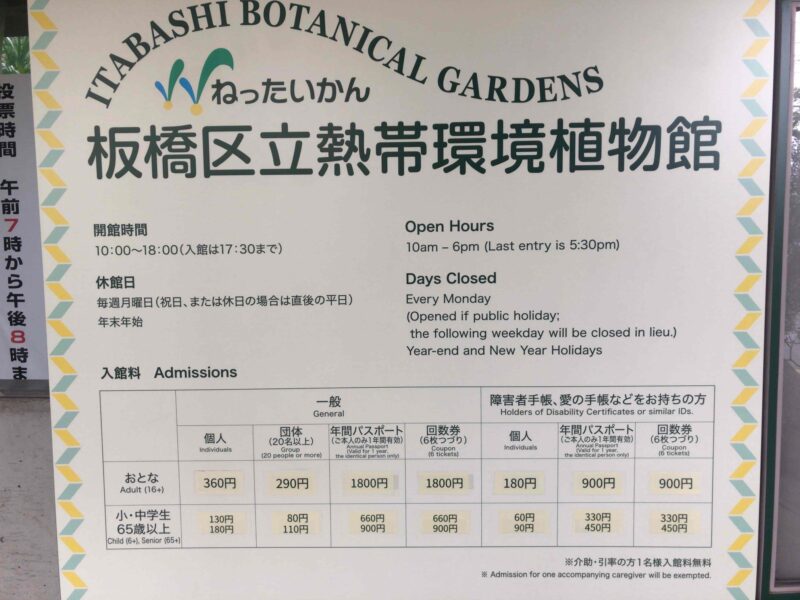 ITABASHI BOTANICAL GARDENS
ねったいかん
板橋区立熱帯環境植物館
投票時間 午前7時から午後8時ま
開館時間
10:00～18:00(入館は17:30まで)
休館日
毎週月曜日(祝日、または休日の場合は直後の平日)
年末年始
Open Hours
10am – 6pm (Last entry is 5:30pm)
Days Closed
Every Monday
(Opened if public holiday;
the following weekday will be closed in lieu.)
Year-end and New Year Holidays
入館料 Admissions
一般
General
障害者手帳、愛の手帳などをお持ちの方
Holders of Disability Certificates or similar IDs.
個人
Individuals
団体
(20名以上)
Group
(20 people or more)
年間パスポート
(ご本人のみ1年間有効)
Annual Passport
(Valid for 1 year,
the identical person only)
回数券
(6枚つづり)
Coupon
(6 tickets)
個人
Individuals
年間パスポート
(ご本人のみ1年間有効)
Annual Passport
(Valid for 1 year,
the identical person only)
回数券
(6枚つづり)
Coupon
(6 tickets)
おとな
Adult (16+)
360円 290円 1800円 1800円 180円 900円 900円
小・中学生
65歳以上
Child (6+), Senior (65+)
130円 80円 660円 660円 60円 330円 330円
180円 110円 900円 900円 90円 450円 450円
※介助・引率の方1名様入館料無料
※ Admission for one accompanying caregiver will be exempted.